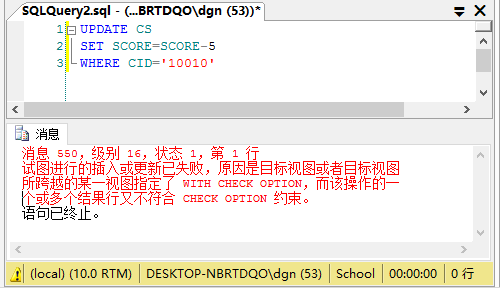 SQLQuery2.sql - (...BRTDQO\dgn (53))*
1 UPDATE CS
2 SET SCORE=SCORE-5
3 WHERE CID='10010'
消息
消息 550，级别 16，状态 1，第 1 行
试图进行的插入或更新已失败，原因是目标视图或者目标视图
所跨越的某一视图指定了 WITH CHECK OPTION，而该操作的一
个或多个结果行又不符合 CHECK OPTION 约束。
语句已终止。
(local) (10.0 RTM) DESKTOP-NBRTDQO\dgn (53) School 00:00:00 0 行